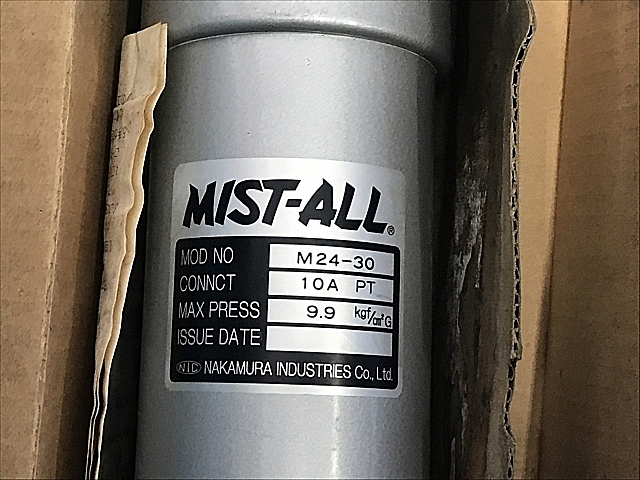 MIST-ALL®
MOD NO M24-30
CONNCT 10A PT
MAX PRESS 9.9 kgf/cm²G
ISSUE DATE
NIC NAKAMURA INDUSTRIES Co., Ltd.